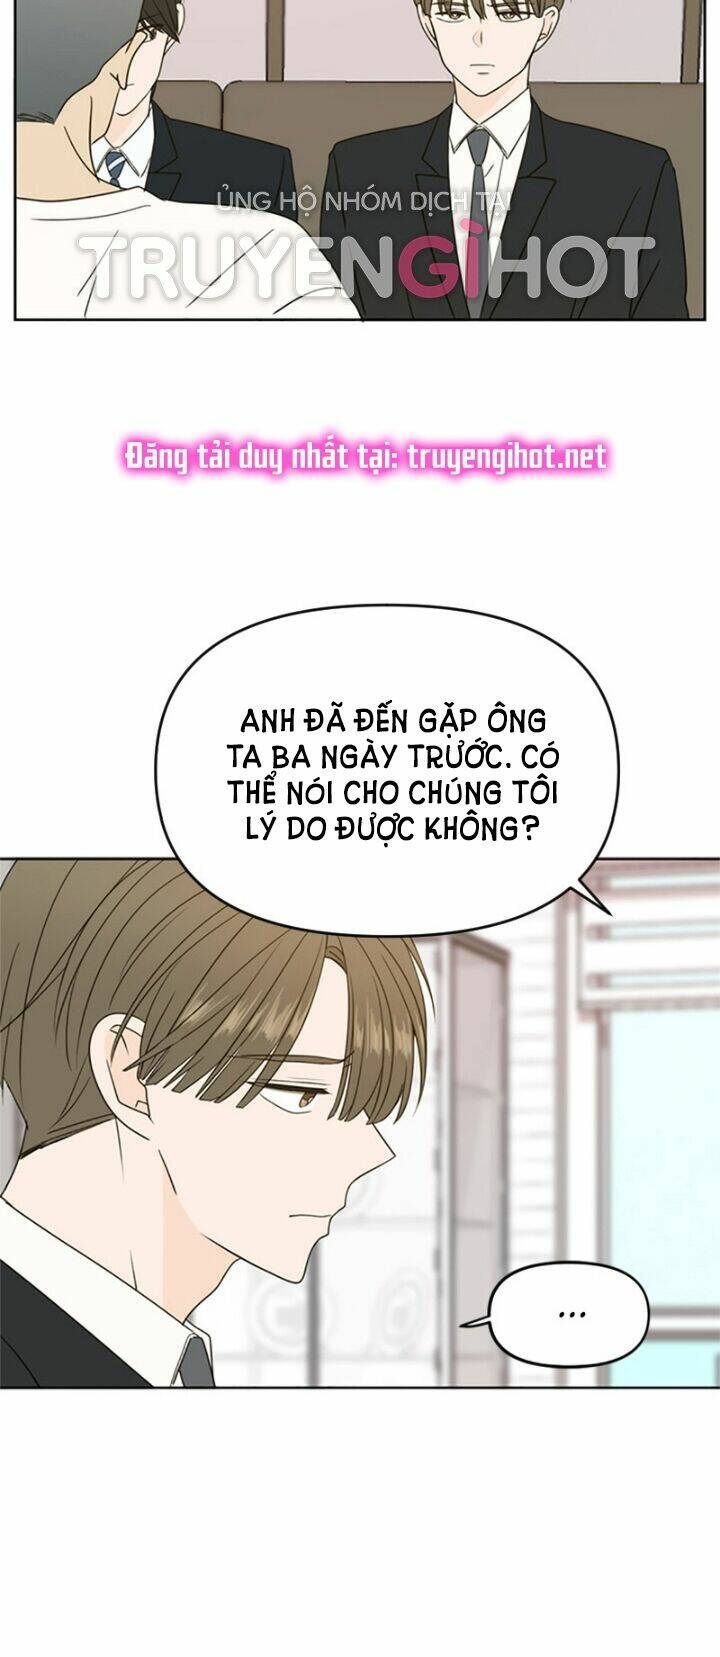 ỦNG HỘ NHÓM DỊCH TẠI
TRUYENGIHOT
Đăng tải duy nhất tại: truyengihot.net
ANH ĐÃ ĐẾN GẶP ÔNG
TA BA NGÀY TRƯỚC. CÓ
THỂ NÓI CHO CHÚNG TÔI
LÝ DO ĐƯỢC KHÔNG?
...